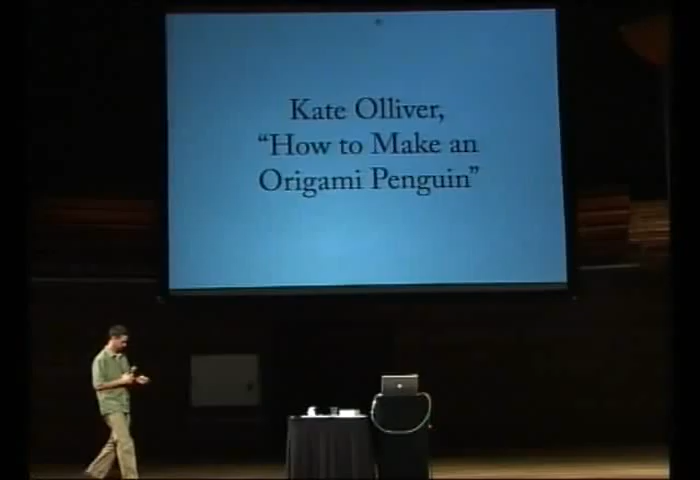 Kate Olliver,
“How to Make an
Origami Penguin”